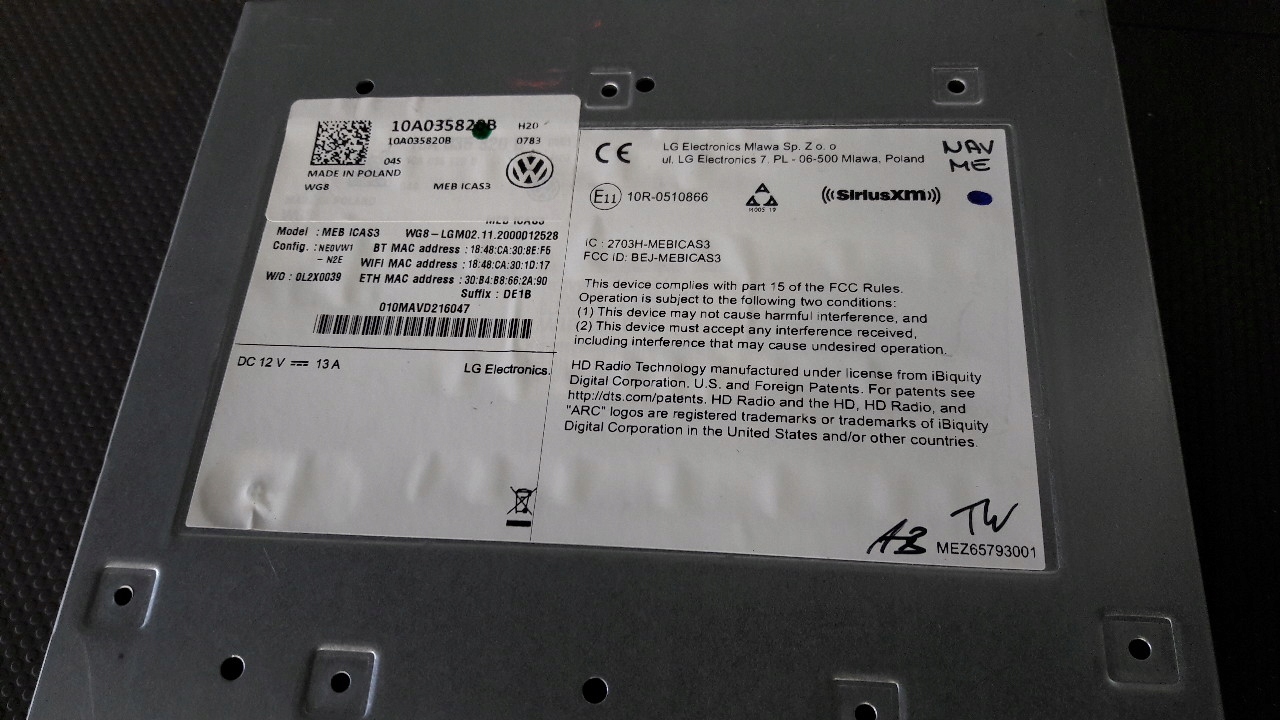 10A035820B
H20
10A035820B
0783
04S
MADE IN POLAND
WG8
MEB ICAS3
Model : MEB ICAS3
WG8-LGM02.11.2000012528
Config. : NE0VW1
- N2E
BT MAC address : 18:48:CA:30:8E:F5
WIFI MAC address : 18:48:CA:30:1D:17
W/O : 0L2X0039
ETH MAC address : 30:B4:B8:66:2A:90
Suffix : DE1B
010MAVD216047
DC 12 V 13 A
LG Electronics.
CE
LG Electronics Mlawa Sp. Z o. o
ul. LG Electronics 7. PL - 06-500 Mlawa, Poland
NAV
ME
E11 10R-0510866
A
A A
M005 19
SiriusXM
IC : 2703H-MEBICAS3
FCC ID: BEJ-MEBICAS3
This device complies with part 15 of the FCC Rules.
Operation is subject to the following two conditions:
(1) This device may not cause harmful interference, and
(2) This device must accept any interference received,
including interference that may cause undesired operation.
HD Radio Technology manufactured under license from iBiquity
Digital Corporation. U.S. and Foreign Patents. For patents see
http://dts.com/patents. HD Radio and the HD, HD Radio, and
"ARC" logos are registered trademarks or trademarks of iBiquity
Digital Corporation in the United States and/or other countries.
TW
AB
MEZ65793001